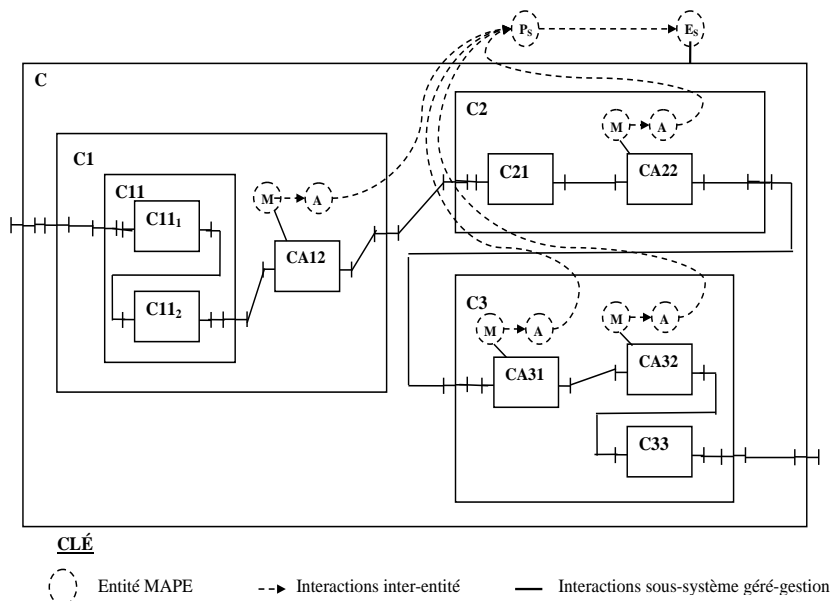 Pₛ
Eₛ
C
C2
M
A
C21
CA22
C1
C11
C11₁
M
A
CA12
C11₂
C3
M
A
M
A
CA31
CA32
C33
CLÉ
Entité MAPE
Interactions inter-entité
Interactions sous-système géré-gestion